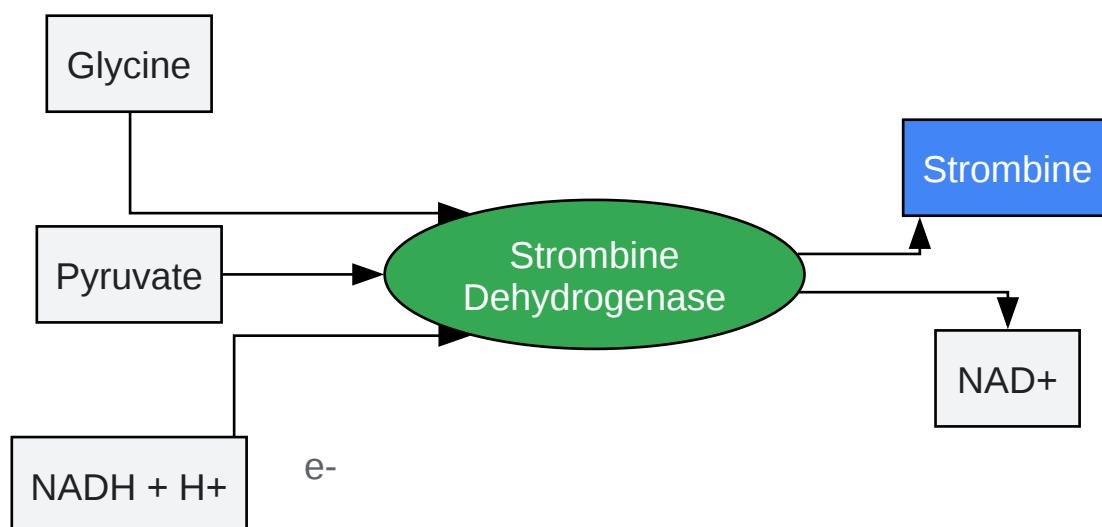 Glycine
Strombine
Pyruvate
Strombine
Dehydrogenase
NAD+
e-
NADH + H+